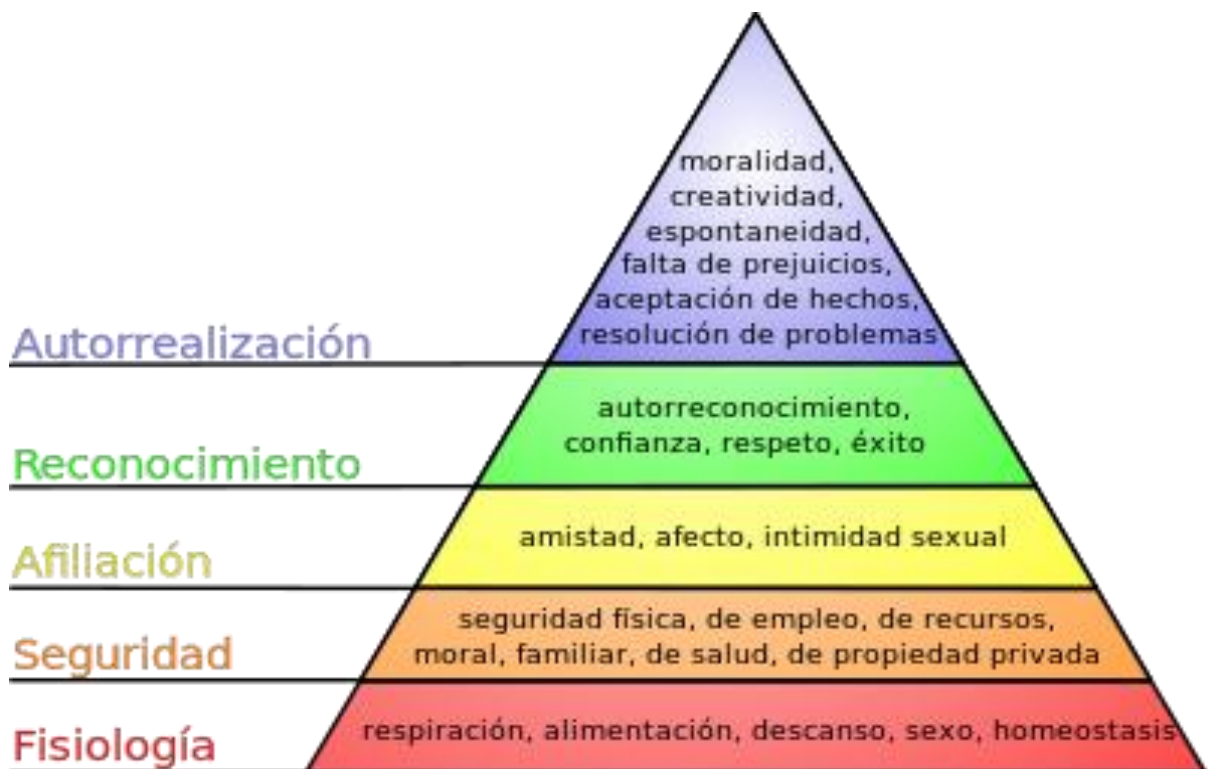 moralidad,
creatividad,
espontaneidad,
falta de prejuicios,
aceptación de hechos,
resolución de problemas
Autorrealización
autorreconocimiento,
confianza, respeto, éxito
Reconocimiento
amistad, afecto, intimidad sexual
Afiliación
seguridad física, de empleo, de recursos,
moral, familiar, de salud, de propiedad privada
Seguridad
respiración, alimentación, descanso, sexo, homeostasis
Fisiología